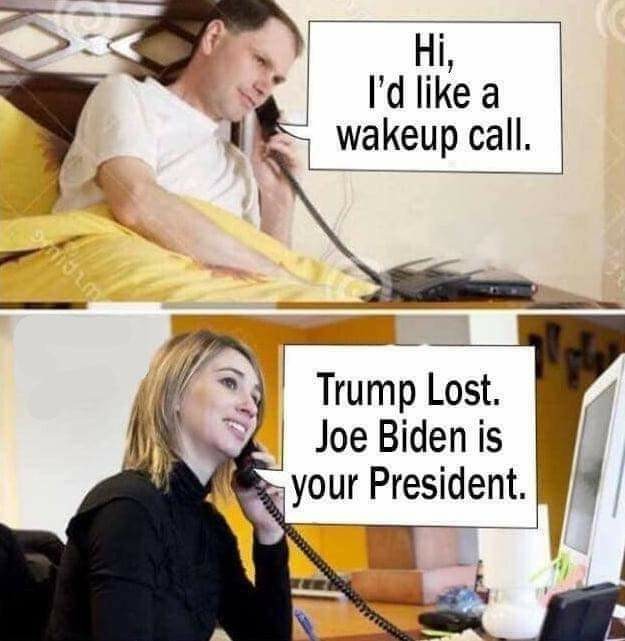 Hi,
I'd like a
wakeup call.
Trump Lost.
Joe Biden is
your President.